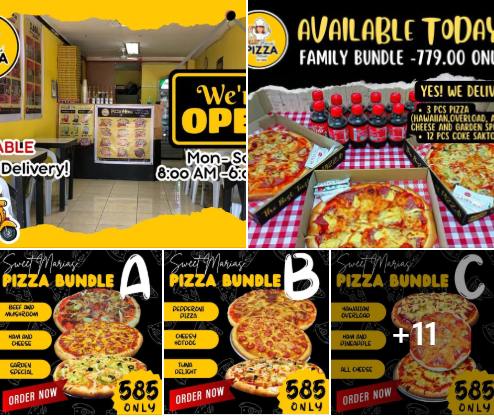 PIZZA
We're
OPE
ABLE
Delivery!
Mon-Sa
8:00 AM-6:
PIZZA
AVAILABLE TODAY
FAMILY BUNDLE -779.00 ONL
YES! WE DELIV
• 3 PCS PIZZA
(HAWAIIAN,OVERLOAD, A
CHEESE AND GARDEN SP
• 12 PCS COKE SAKTO
Sweet Marias
PIZZA BUNDLE A
BEEF AND
MUSHROOM
HAM AND
CHEESE
GARDEN
SPECIAL
ORDER NOW
585
ONLY
Sweet Marias
PIZZA BUNDLE B
PEPPERONI
PIZZA
CHEESY
HOTDOG
TUNA
DELIGHT
ORDER NOW
585
ONLY
Sweet Marias
PIZZA BUNDLE C
HAWAIIAN
OVERLOAD
HAM AND
PINEAPPLE
ALL CHEESE
+11
ORDER NOW
585
ONLY